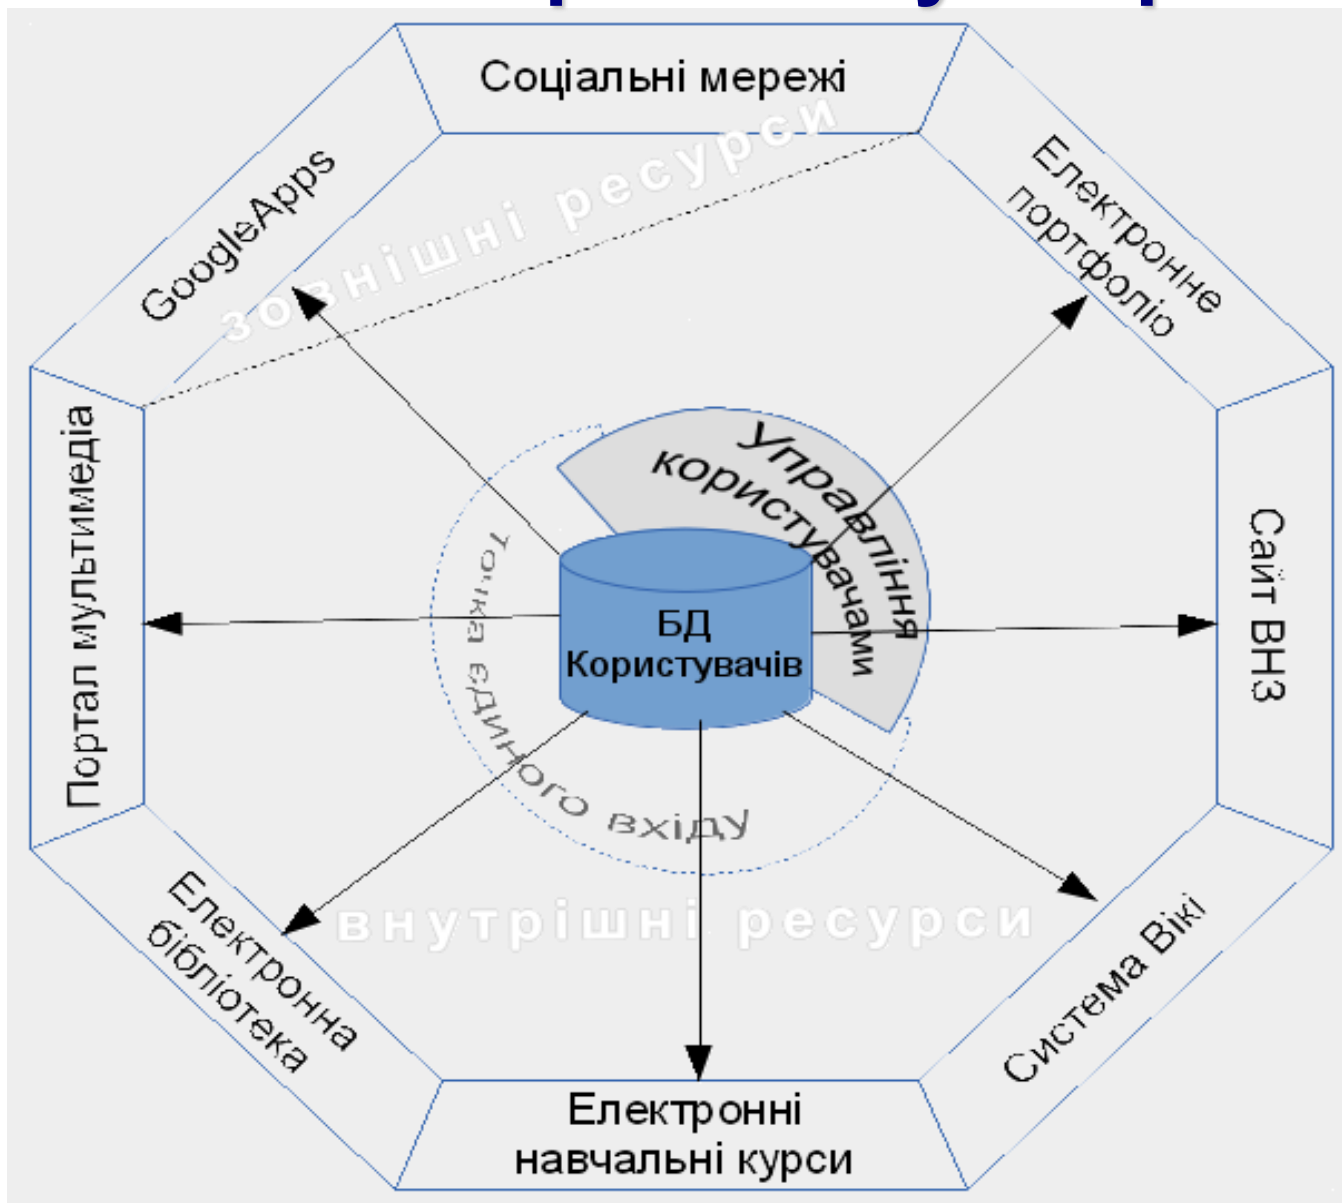 Соціальні мережі
зовнішні ресурси
GoogleApps
Електронне
портфоліо
Портал мультимедіа
Управління
користувачами
Точка єдиного входу
БД
Користувачів
Сайт ВНЗ
внутрішні ресурси
Електронна
бібліотека
Система Вікі
Електронні
навчальні курси